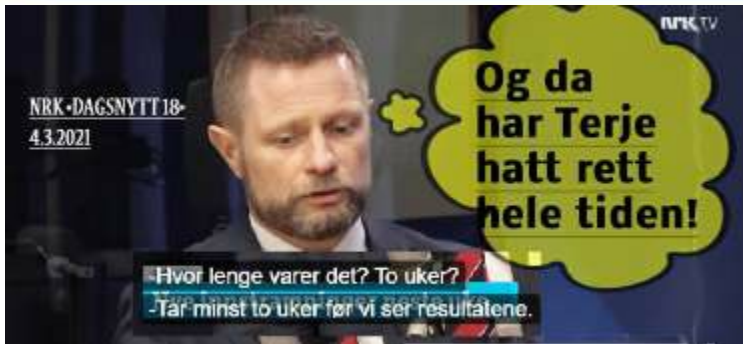 nrk TV
NRK «DAGSNYTT 18»
4.3.2021
Og da
har Terje
hatt rett
hele tiden!
-Hvor lenge varer det? To uker?
-Tar minst to uker før vi ser resultatene.